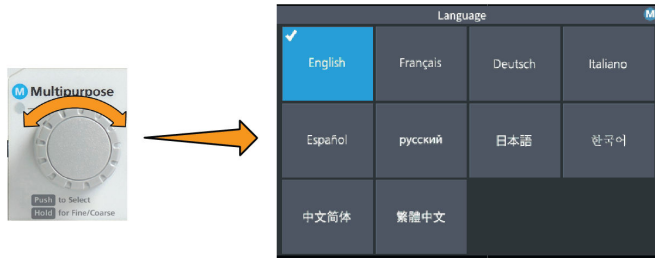 M Multipurpose
Push to Select
Hold for Fine/Coarse
Language M
English Français Deutsch Italiano
Español русский 日本語 한국어
中文简体 繁體中文